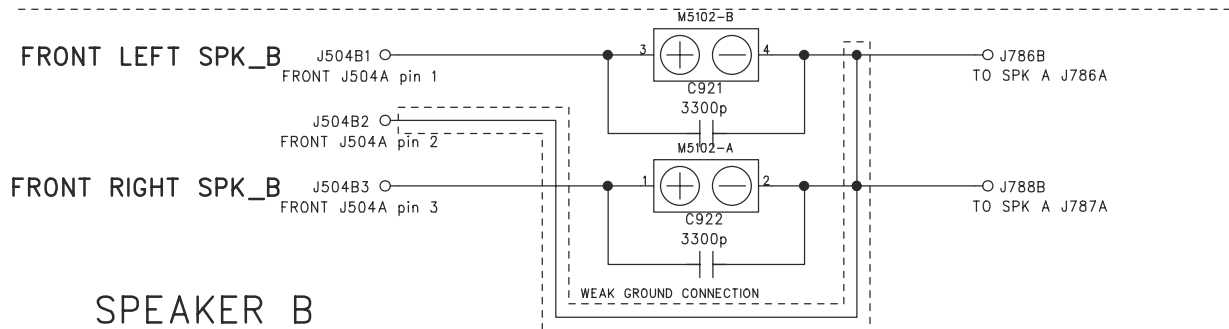 M5102-B
FRONT LEFT SPK_B J504B1 3 4 J786B
FRONT J504A pin 1 TO SPK A J786A
C921
3300p
J504B2
FRONT J504A pin 2
M5102-A
FRONT RIGHT SPK_B J504B3 1 2 J788B
FRONT J504A pin 3 TO SPK A J787A
C922
3300p
WEAK GROUND CONNECTION
SPEAKER B